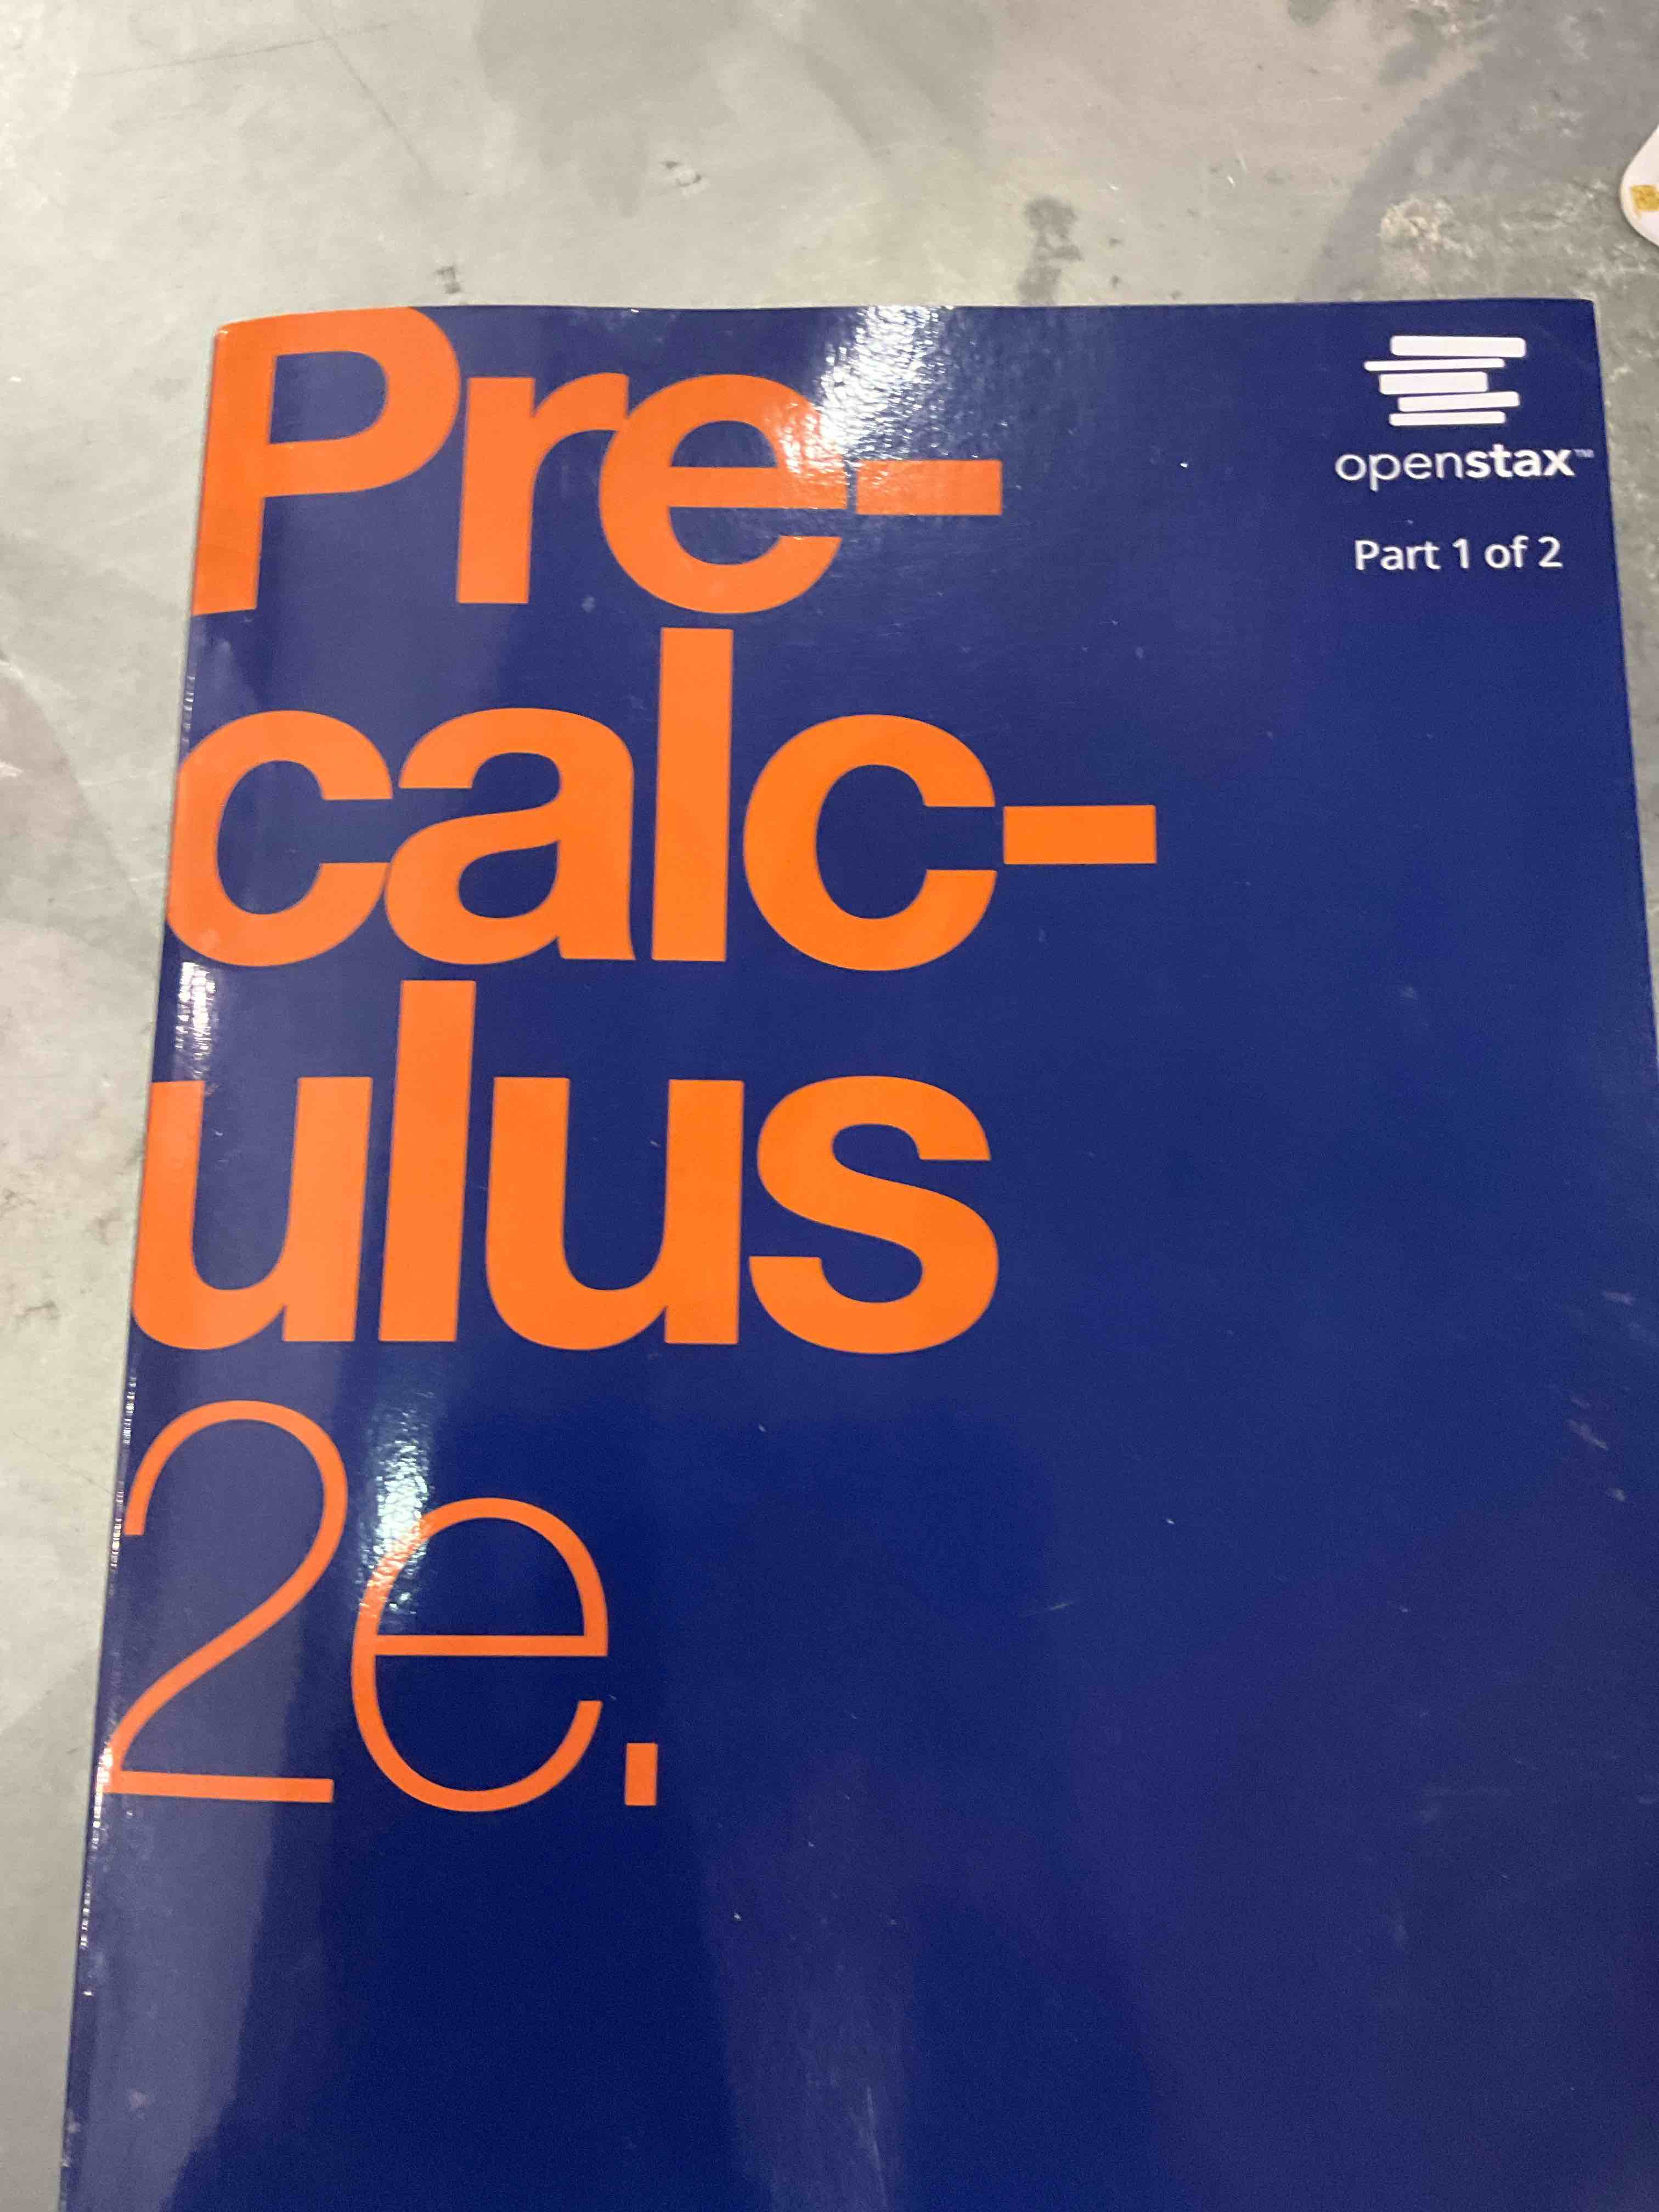 Pre-
calc-
ulus
2e.
openstax™
Part 1 of 2